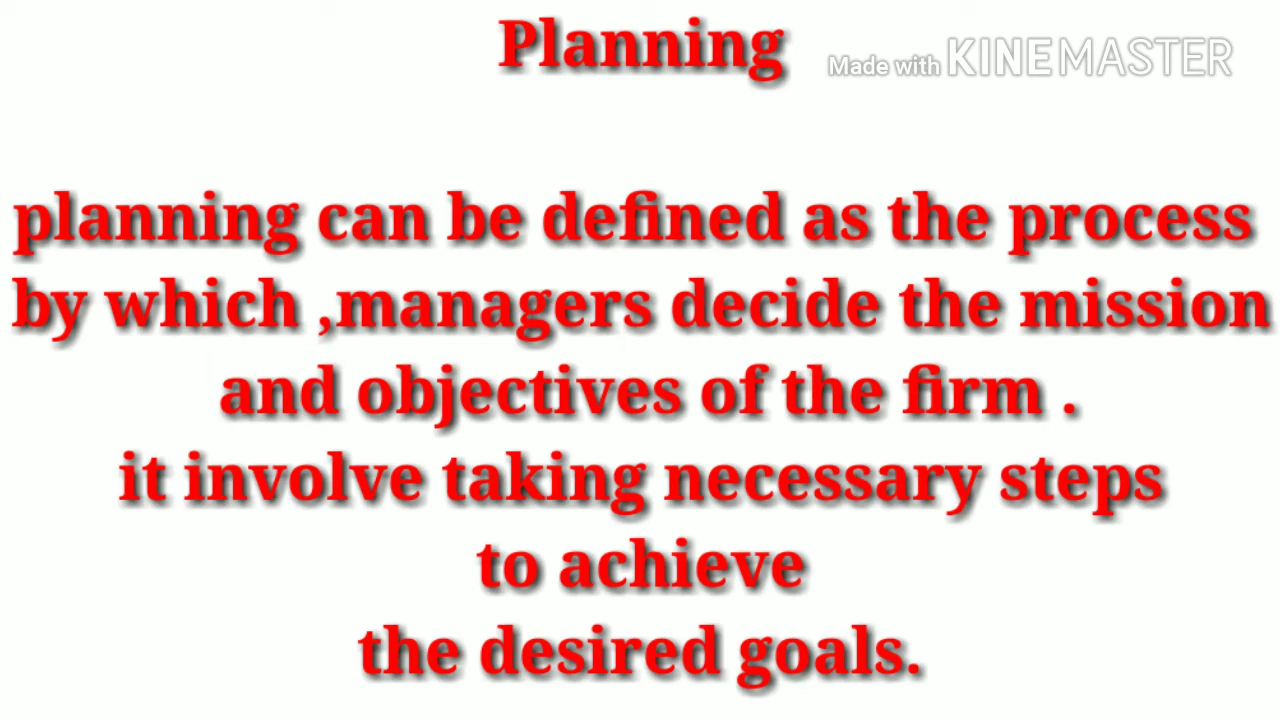 Planning
Made with KINEMASTER
planning can be defined as the process
by which ,managers decide the mission
and objectives of the firm .
it involve taking necessary steps
to achieve
the desired goals.